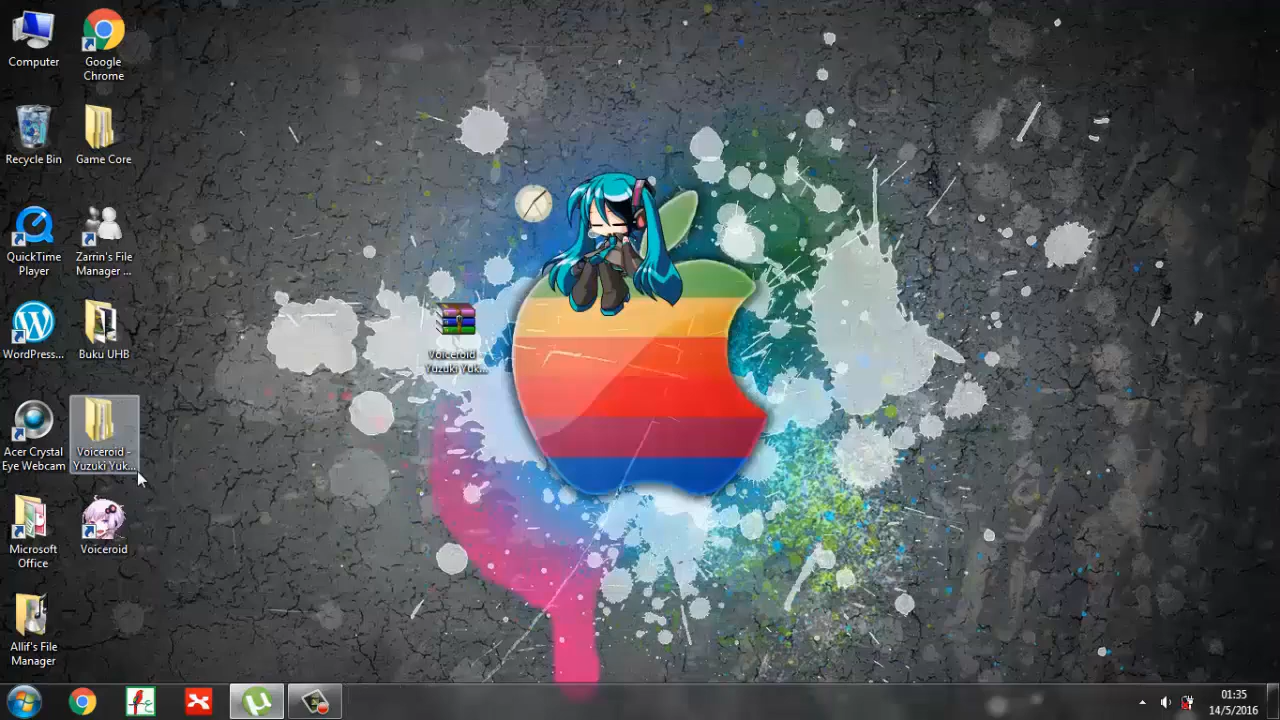 Computer
Google
Chrome
Recycle Bin
Game Core
QuickTime
Player
Zarrin's File
Manager ...
WordPress...
Buku UHB
Acer Crystal
Eye Webcam
Voiceroid -
Yuzuki Yuk...
Microsoft
Office
Voiceroid
Allif's File
Manager
Voiceroid -
Yuzuki Yuk...
01:35
14/5/2016